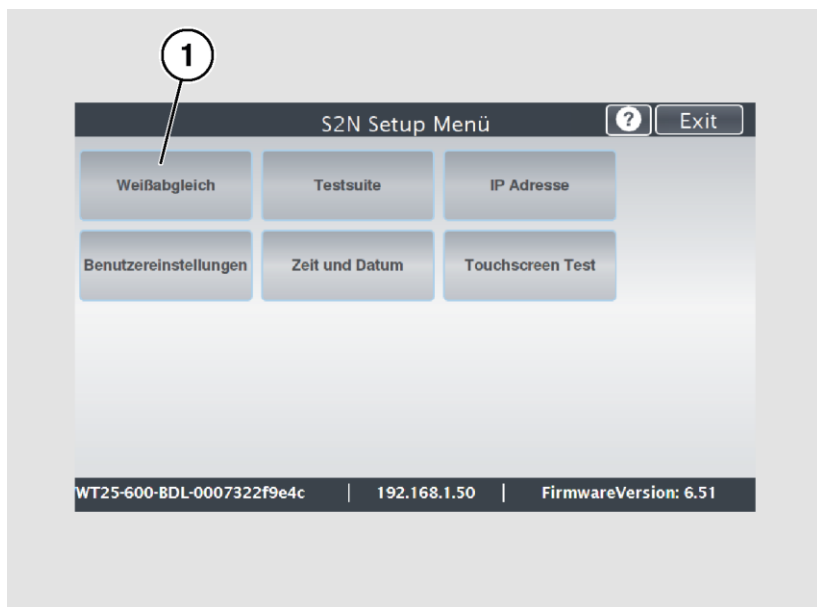 1
S2N Setup Menü ? Exit
Weißabgleich Testsuite IP Adresse
Benutzereinstellungen Zeit und Datum Touchscreen Test
WT25-600-BDL-0007322f9e4c | 192.168.1.50 | FirmwareVersion: 6.51